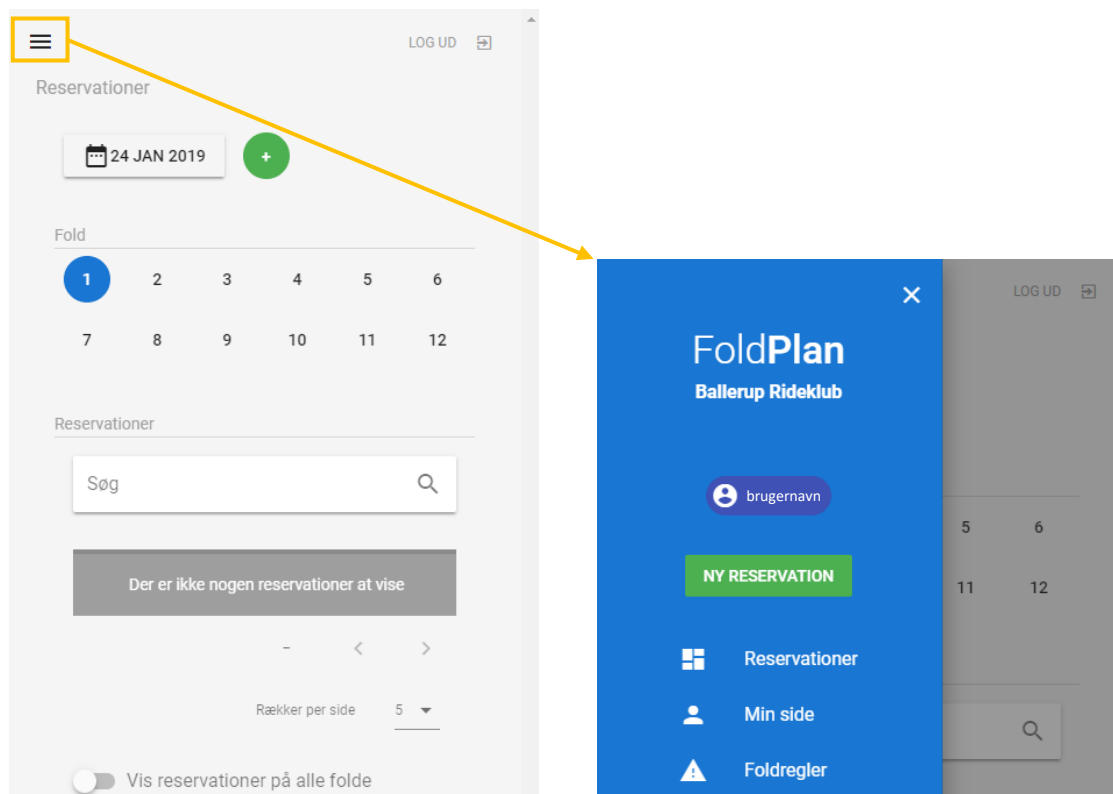 LOG UD
Reservationer
24 JAN 2019
+
Fold
1 2 3 4 5 6
7 8 9 10 11 12
Reservationer
Søg
Der er ikke nogen reservationer at vise
–
Rækker per side 5
Vis reservationer på alle folde
LOG UD
FoldPlan
Ballerup Rideklub
brugernavn
NY RESERVATION
Reservationer
Min side
Foldregler
5 6
11 12